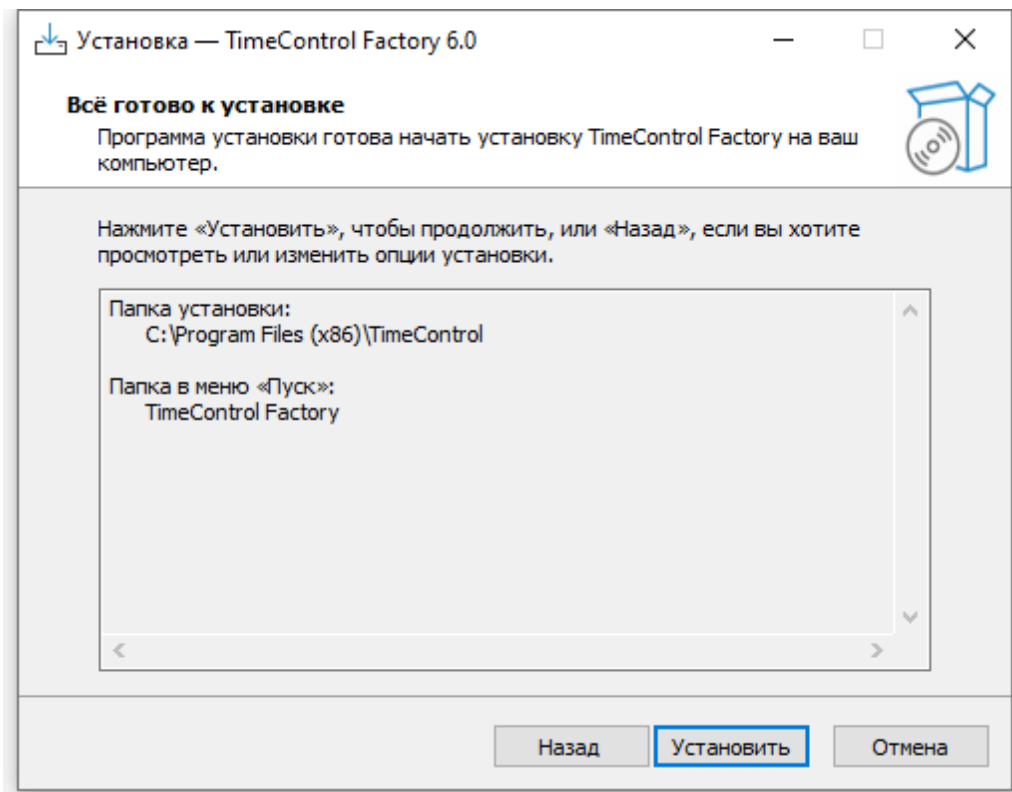 Установка — TimeControl Factory 6.0
Всё готово к установке
Программа установки готова начать установку TimeControl Factory на ваш
компьютер.
Нажмите «Установить», чтобы продолжить, или «Назад», если вы хотите
просмотреть или изменить опции установки.
Папка установки:
C:\Program Files (x86)\TimeControl
Папка в меню «Пуск»:
TimeControl Factory
Назад Установить Отмена